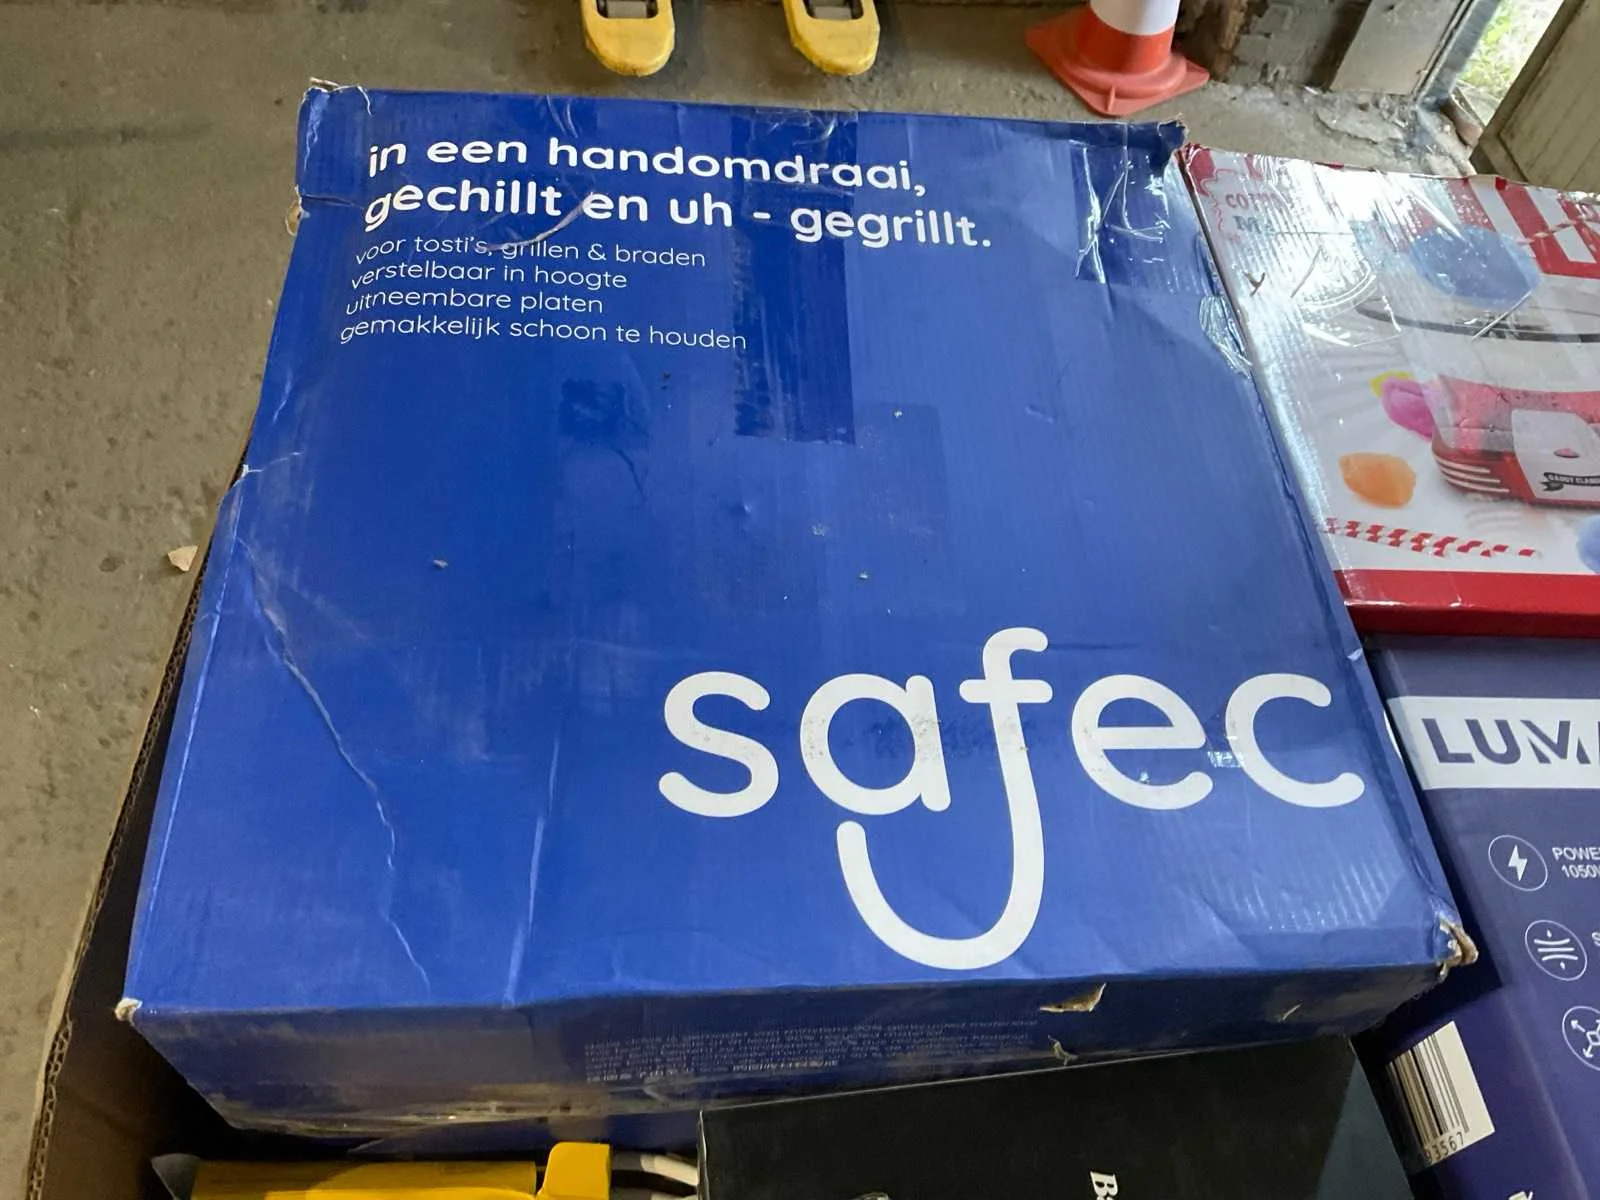 in een handomdraai,
gechillt en uh - gegrillt.
voor tosti's, grillen & braden
verstelbaar in hoogte
uitneembare platen
gemakkelijk schoon te houden
safec
LUM
POWE
1050
93567